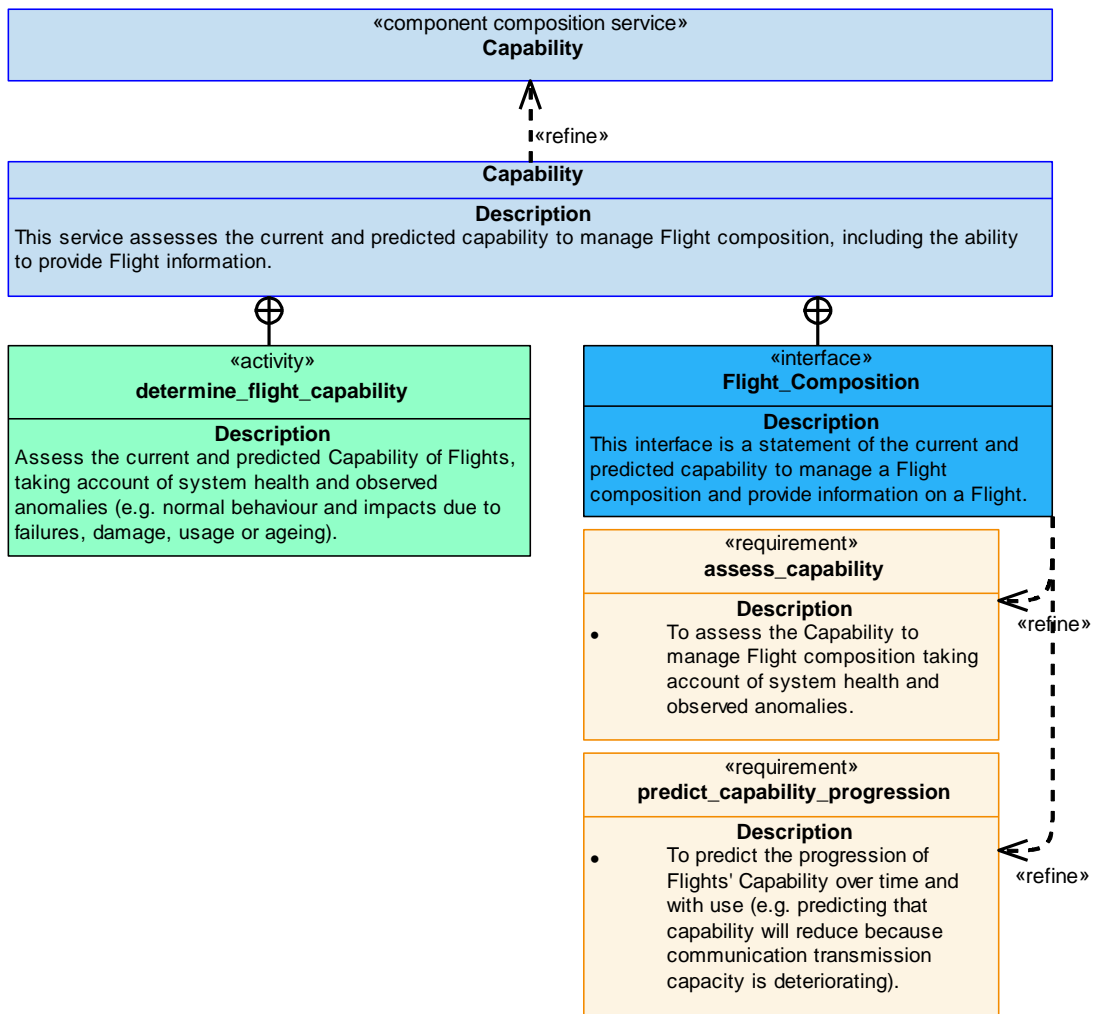 «component composition service»
Capability
«refine»
Capability
Description
This service assesses the current and predicted capability to manage Flight composition, including the ability
to provide Flight information.
«activity»
determine_flight_capability
Description
Assess the current and predicted Capability of Flights,
taking account of system health and observed
anomalies (e.g. normal behaviour and impacts due to
failures, damage, usage or ageing).
«interface»
Flight_Composition
Description
This interface is a statement of the current and
predicted capability to manage a Flight
composition and provide information on a Flight.
«requirement»
assess_capability
Description
• To assess the Capability to
manage Flight composition taking
account of system health and
observed anomalies.
«refine»
«requirement»
predict_capability_progression
Description
• To predict the progression of
Flights' Capability over time and
with use (e.g. predicting that
capability will reduce because
communication transmission
capacity is deteriorating).
«refine»